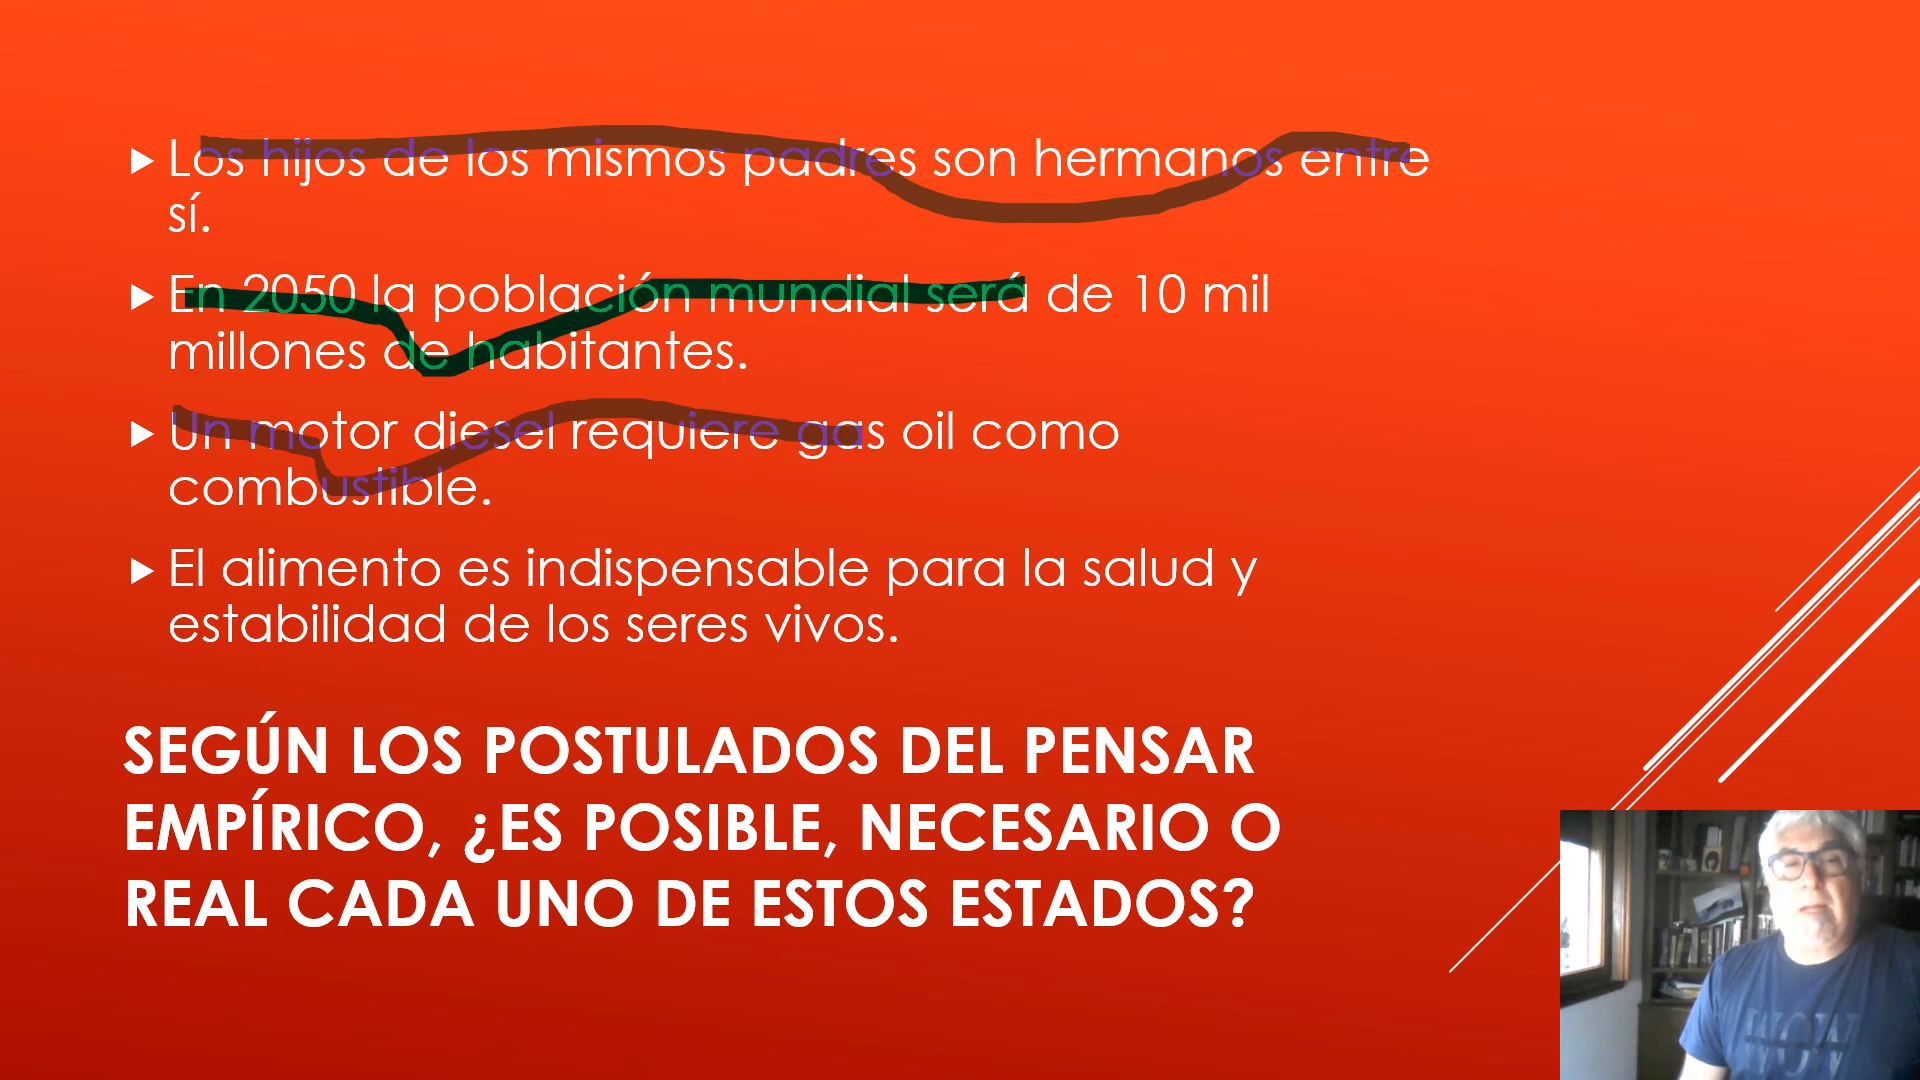 Los hijos de los mismos padres son hermanos entre
sí.
En 2050 la población mundial será de 10 mil
millones de habitantes.
Un motor diesel requiere gas oil como
combustible.
El alimento es indispensable para la salud y
estabilidad de los seres vivos.
SEGÚN LOS POSTULADOS DEL PENSAR
EMPÍRICO, ¿ES POSIBLE, NECESARIO O
REAL CADA UNO DE ESTOS ESTADOS?
WOW